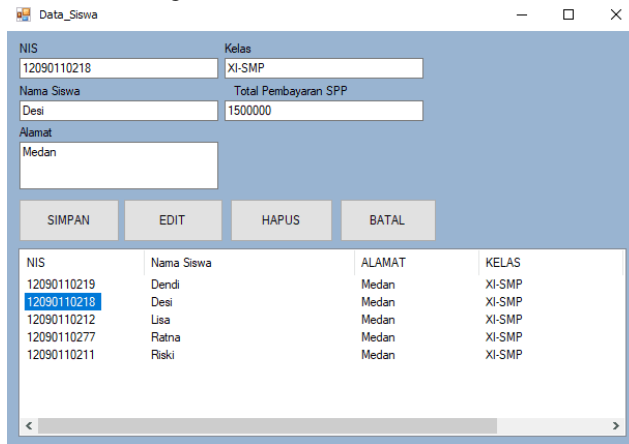 Data_Siswa
NIS Kelas
12090110218 XI-SMP
Nama Siswa Total Pembayaran SPP
Desi 1500000
Alamat
Medan
SIMPAN EDIT HAPUS BATAL
NIS Nama Siswa ALAMAT KELAS
12090110219 Dendi Medan XI-SMP
12090110218 Desi Medan XI-SMP
12090110212 Lisa Medan XI-SMP
12090110277 Ratna Medan XI-SMP
12090110211 Riski Medan XI-SMP